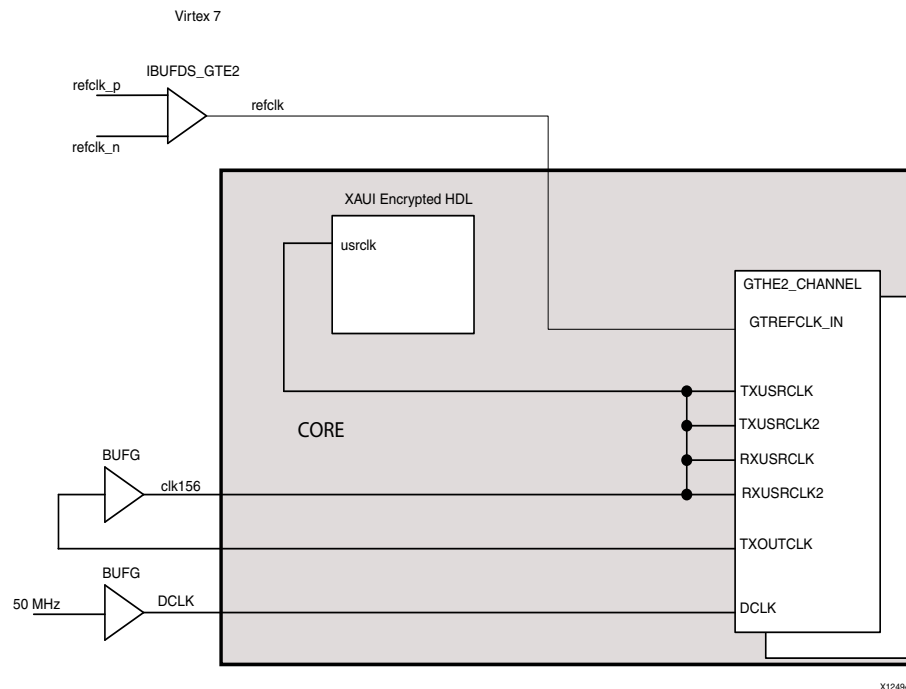 Virtex 7
IBUFDS_GTE2
refclk_p
refclk
refclk_n
XAUI Encrypted HDL
usrclk
GTHE2_CHANNEL
GTREFCLK_IN
TXUSRCLK
CORE
TXUSRCLK2
BUFG
RXUSRCLK
clk156
RXUSRCLK2
TXOUTCLK
BUFG
50 MHz
DCLK
DCLK